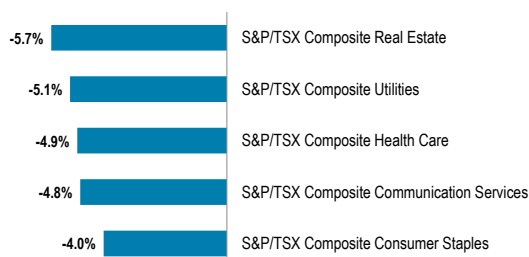 -5.7% S&P/TSX Composite Real Estate
-5.1% S&P/TSX Composite Utilities
-4.9% S&P/TSX Composite Health Care
-4.8% S&P/TSX Composite Communication Services
-4.0% S&P/TSX Composite Consumer Staples